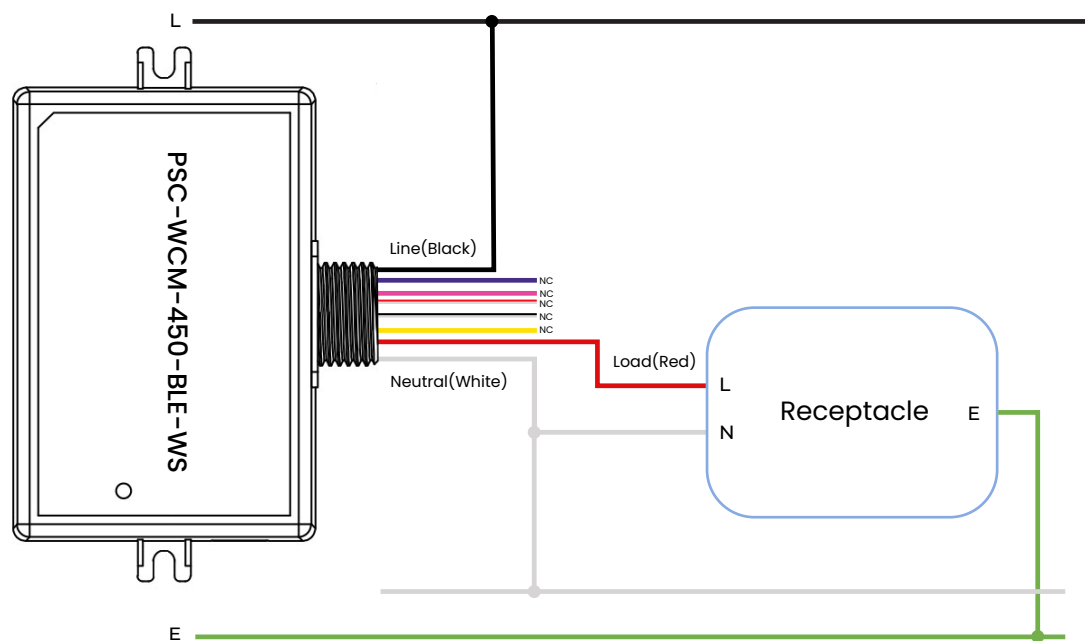 L
PSC-WCM-450-BLE-WS
Line(Black)
NC
NC
NC
NC
NC
Load(Red)
Neutral(White)
L
Receptacle
E
N
E